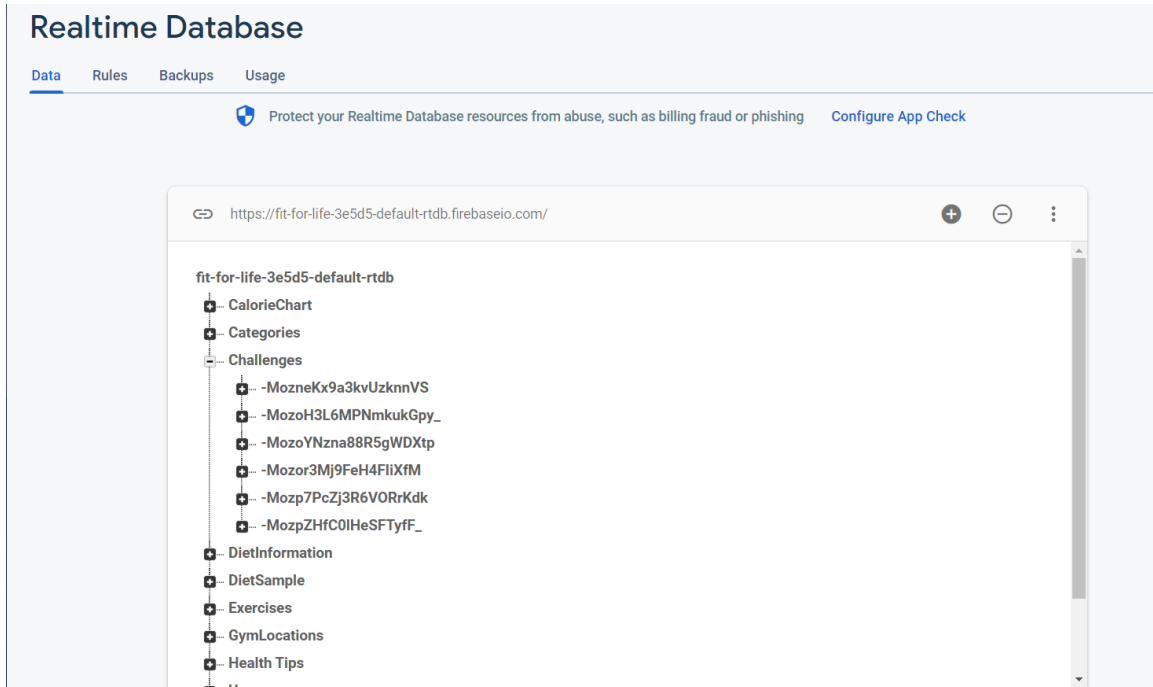 Realtime Database
Data Rules Backups Usage
Protect your Realtime Database resources from abuse, such as billing fraud or phishing Configure App Check
https://fit-for-life-3e5d5-default-rtdb.firebaseio.com/
fit-for-life-3e5d5-default-rtdb
CalorieChart
Categories
Challenges
-MozneKx9a3kvUzknnVS
-MozoH3L6MPNmkukGpy_
-MozoYNzna88R5gWDXtp
-Mozor3Mj9FeH4FIiXfM
-Mozp7PcZj3R6VORrKdk
-MozpZHfC0IHeSFTyfF_
DietInformation
DietSample
Exercises
GymLocations
Health Tips